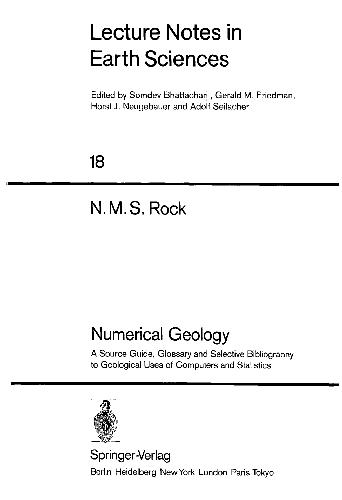 Lecture Notes in
Earth Sciences
Edited by Somdev Bhattacharji, Gerald M. Friedman,
Horst J. Neugebauer and Adolf Seilacher
18
N. M. S. Rock
Numerical Geology
A Source Guide, Glossary and Selective Bibliography
to Geological Uses of Computers and Statistics
Springer-Verlag
Berlin Heidelberg New York London Paris Tokyo